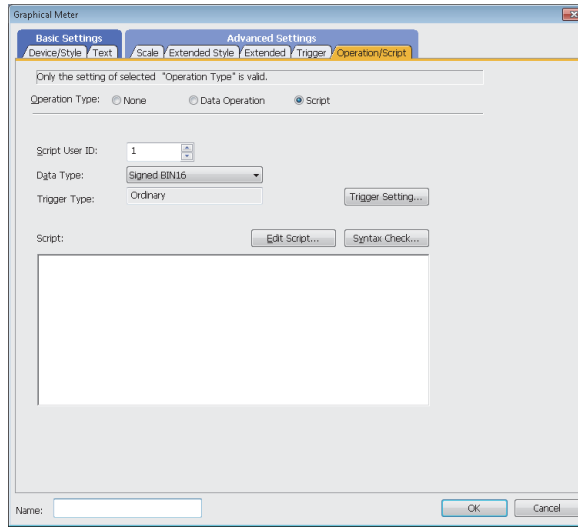 Graphical Meter
Basic Settings Advanced Settings
Device/Style Text Scale Extended Style Extended Trigger Operation/Script
Only the setting of selected "Operation Type" is valid.
Operation Type: None Data Operation Script
Script User ID: 1
Data Type: Signed BIN16
Trigger Type: Ordinary Trigger Setting...
Script: Edit Script... Syntax Check...
Name: OK Cancel